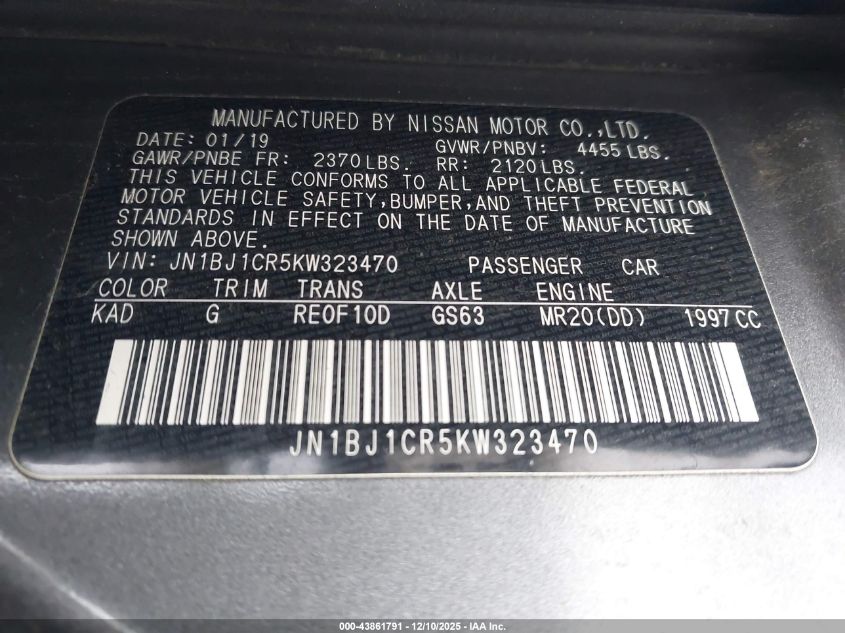 MANUFACTURED BY NISSAN MOTOR CO.,LTD.
DATE: 01/19 GVWR/PNBV: 4455 LBS.
GAWR/PNBE FR: 2370 LBS. RR: 2120 LBS.
THIS VEHICLE CONFORMS TO ALL APPLICABLE FEDERAL
MOTOR VEHICLE SAFETY, BUMPER, AND THEFT PREVENTION
STANDARDS IN EFFECT ON THE DATE OF MANUFACTURE
SHOWN ABOVE.
VIN: JN1BJ1CR5KW323470 PASSENGER CAR
COLOR TRIM TRANS AXLE ENGINE
KAD G RE0F10D GS63 MR20(DD) 1997 CC
JN1BJ1CR5KW323470
000-43861791 - 12/10/2025 - IAA Inc.